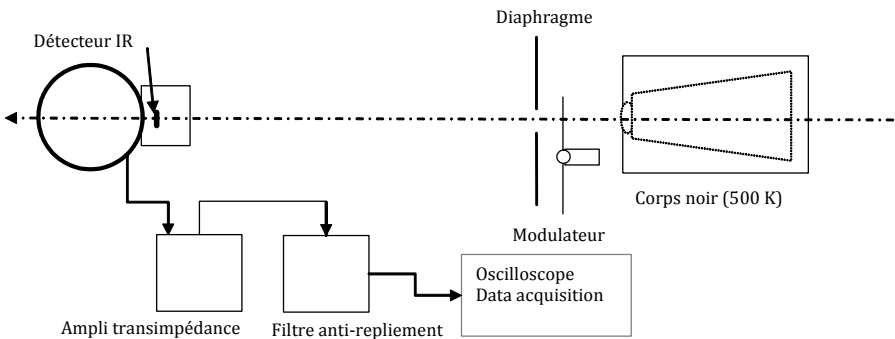 Diaphragme
Détecteur IR
Corps noir (500 K)
Modulateur
Oscilloscope
Data acquisition
Ampli transimpédance
Filtre anti-repliement